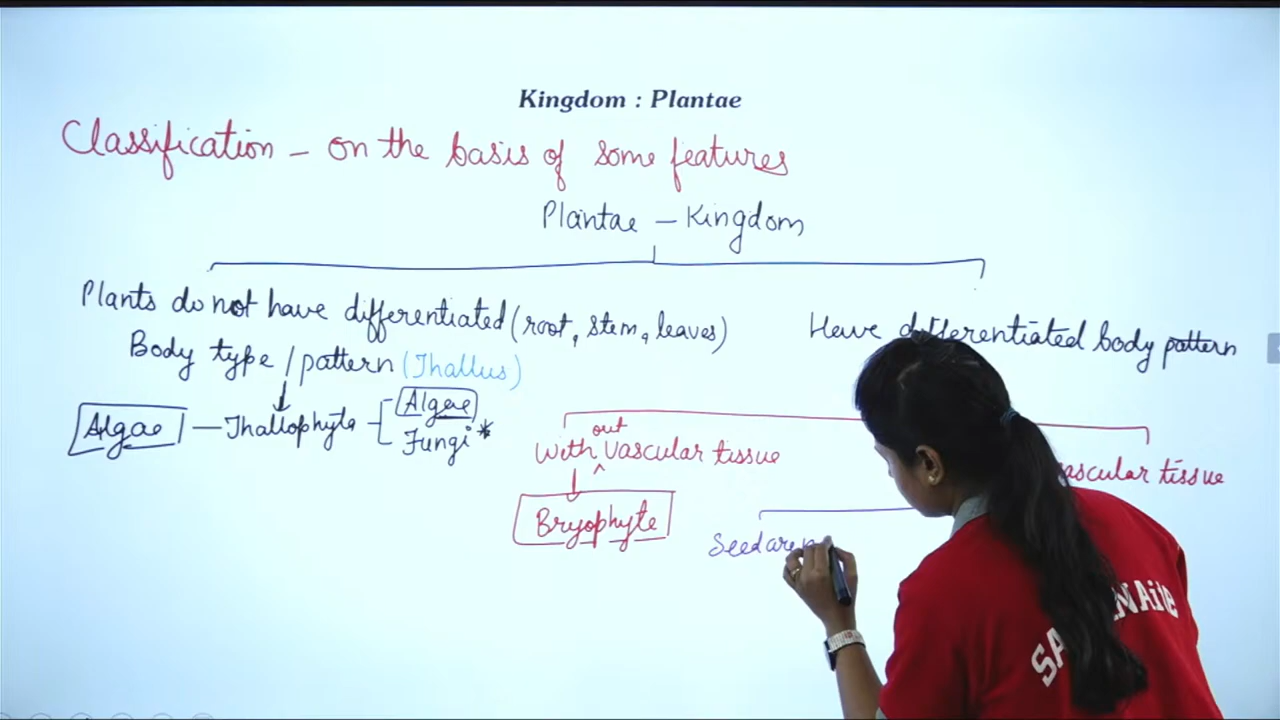 Kingdom : Plantae
Classification – on the basis of some features
Plantae – Kingdom
Plants do not have differentiated (root, stem, leaves)
Body type / pattern (Thallus)
Have differentiated body pattern
Algae — Thallophyta
Algae
Fungi *
out
With ^ vascular tissue
vascular tissue
Bryophyte
Seed are